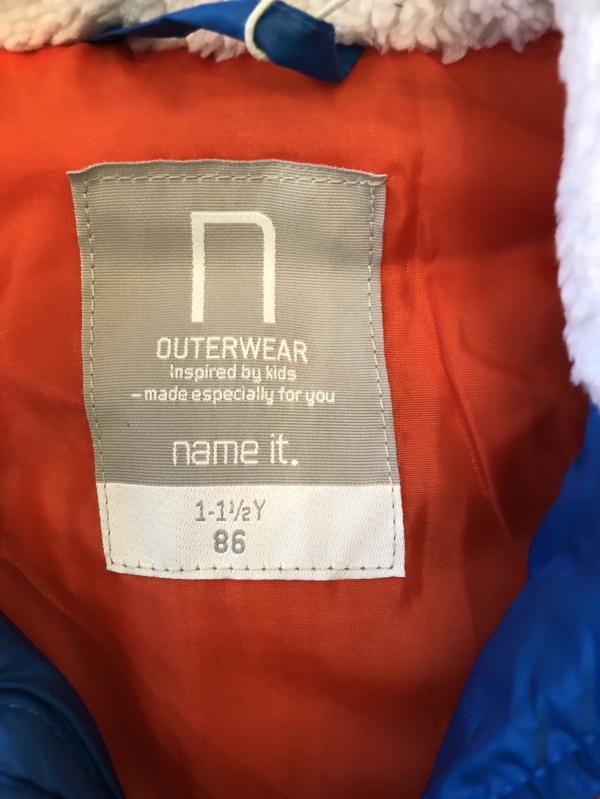 n
OUTERWEAR
Inspired by kids
– made especially for you
name it.
1-1½Y
86